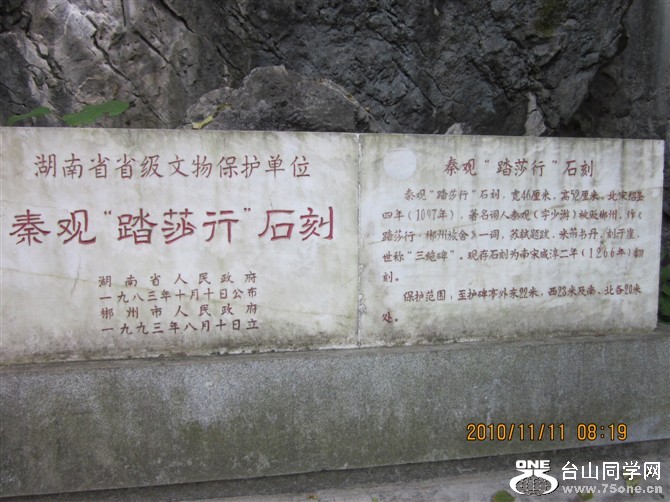 湖南省省级文物保护单位
秦观"踏莎行"石刻
湖南省人民政府
一九八三年十月十日公布
郴州市人民政府
一九九三年八月十日立
秦观"踏莎行"石刻
秦观"踏莎行"石刻，宽46厘米，高52厘米，北宋绍圣
四年（1097年），著名词人秦观（字少游）被贬郴州，作《
踏莎行·郴州旅舍》一词，苏轼题跋，米芾书丹，刻于崖，
世称"三绝碑"。现存石刻为南宋咸淳二年（1266年）翻
刻。
保护范围：至护碑亭外东22米，西23米及南、北各20米
处。
2010/11/11 08:19
ONE 台山同学网
www.75one.cn